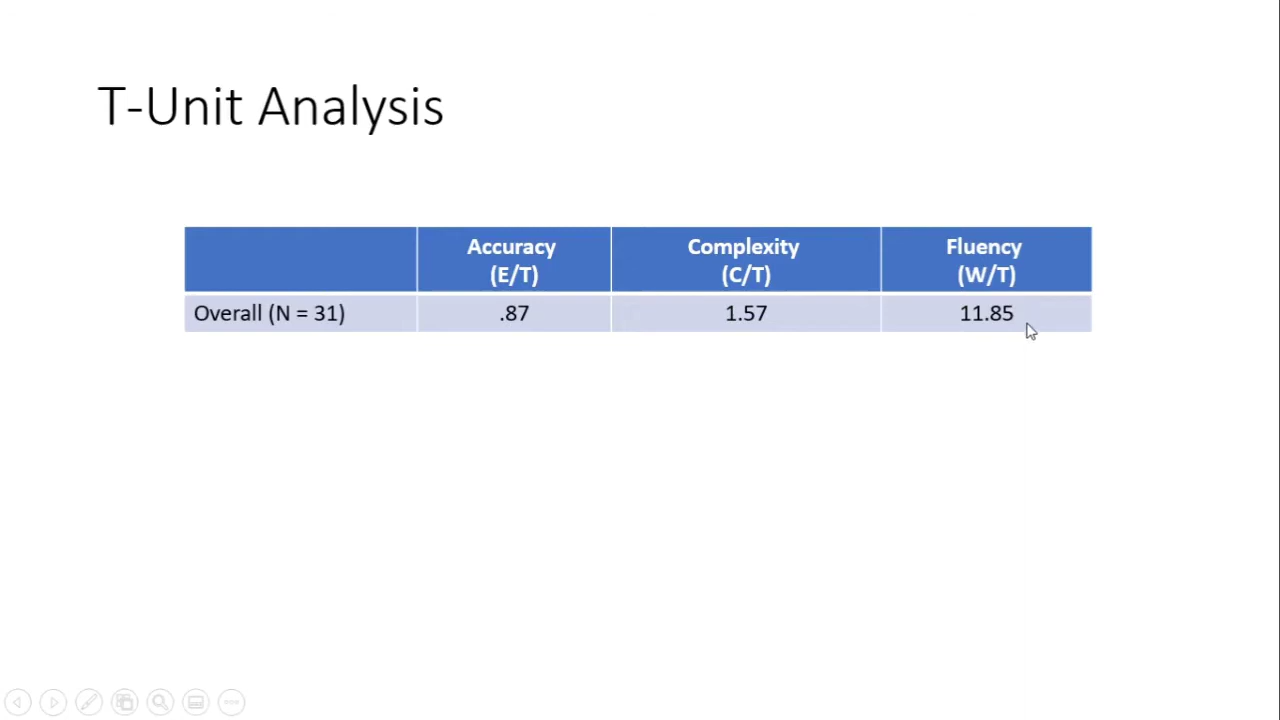 T-Unit Analysis
Accuracy
(E/T)
Complexity
(C/T)
Fluency
(W/T)
Overall (N = 31)
.87
1.57
11.85